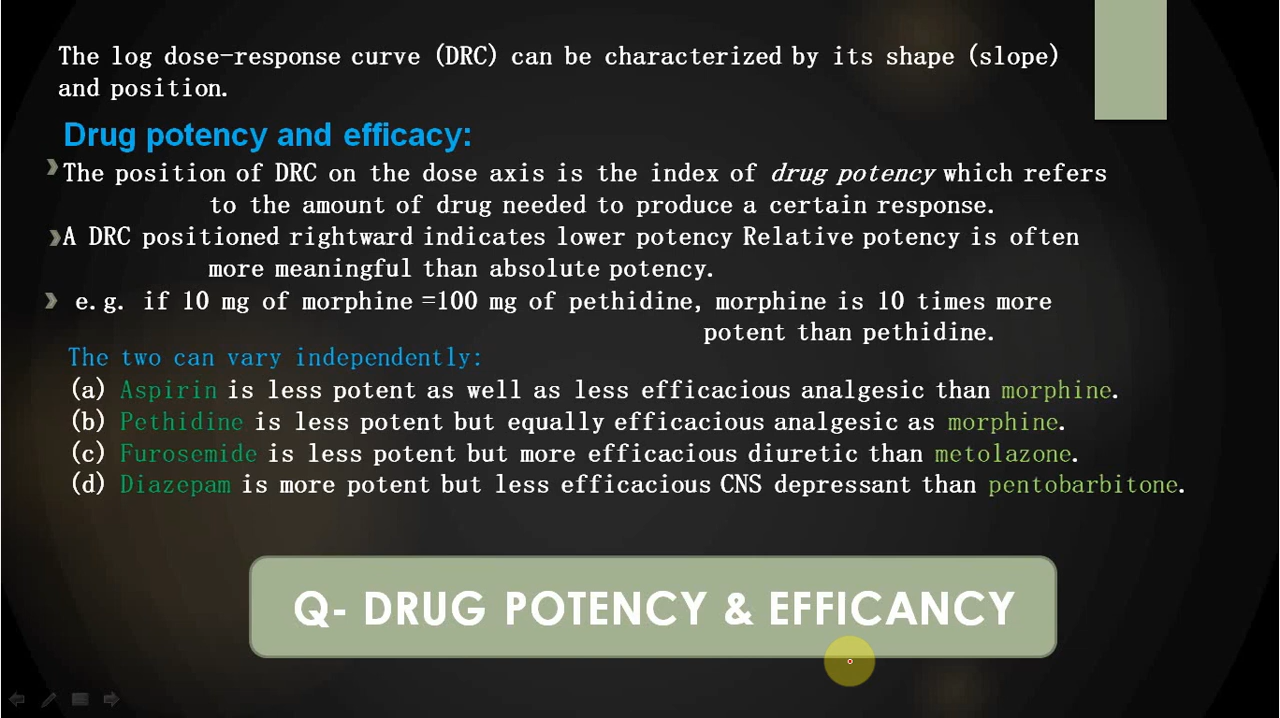 The log dose-response curve (DRC) can be characterized by its shape (slope)
and position.
Drug potency and efficacy:
The position of DRC on the dose axis is the index of drug potency which refers
to the amount of drug needed to produce a certain response.
A DRC positioned rightward indicates lower potency Relative potency is often
more meaningful than absolute potency.
e.g. if 10 mg of morphine =100 mg of pethidine, morphine is 10 times more
potent than pethidine.
The two can vary independently:
(a) Aspirin is less potent as well as less efficacious analgesic than morphine.
(b) Pethidine is less potent but equally efficacious analgesic as morphine.
(c) Furosemide is less potent but more efficacious diuretic than metolazone.
(d) Diazepam is more potent but less efficacious CNS depressant than pentobarbitone.
Q- DRUG POTENCY & EFFICANCY